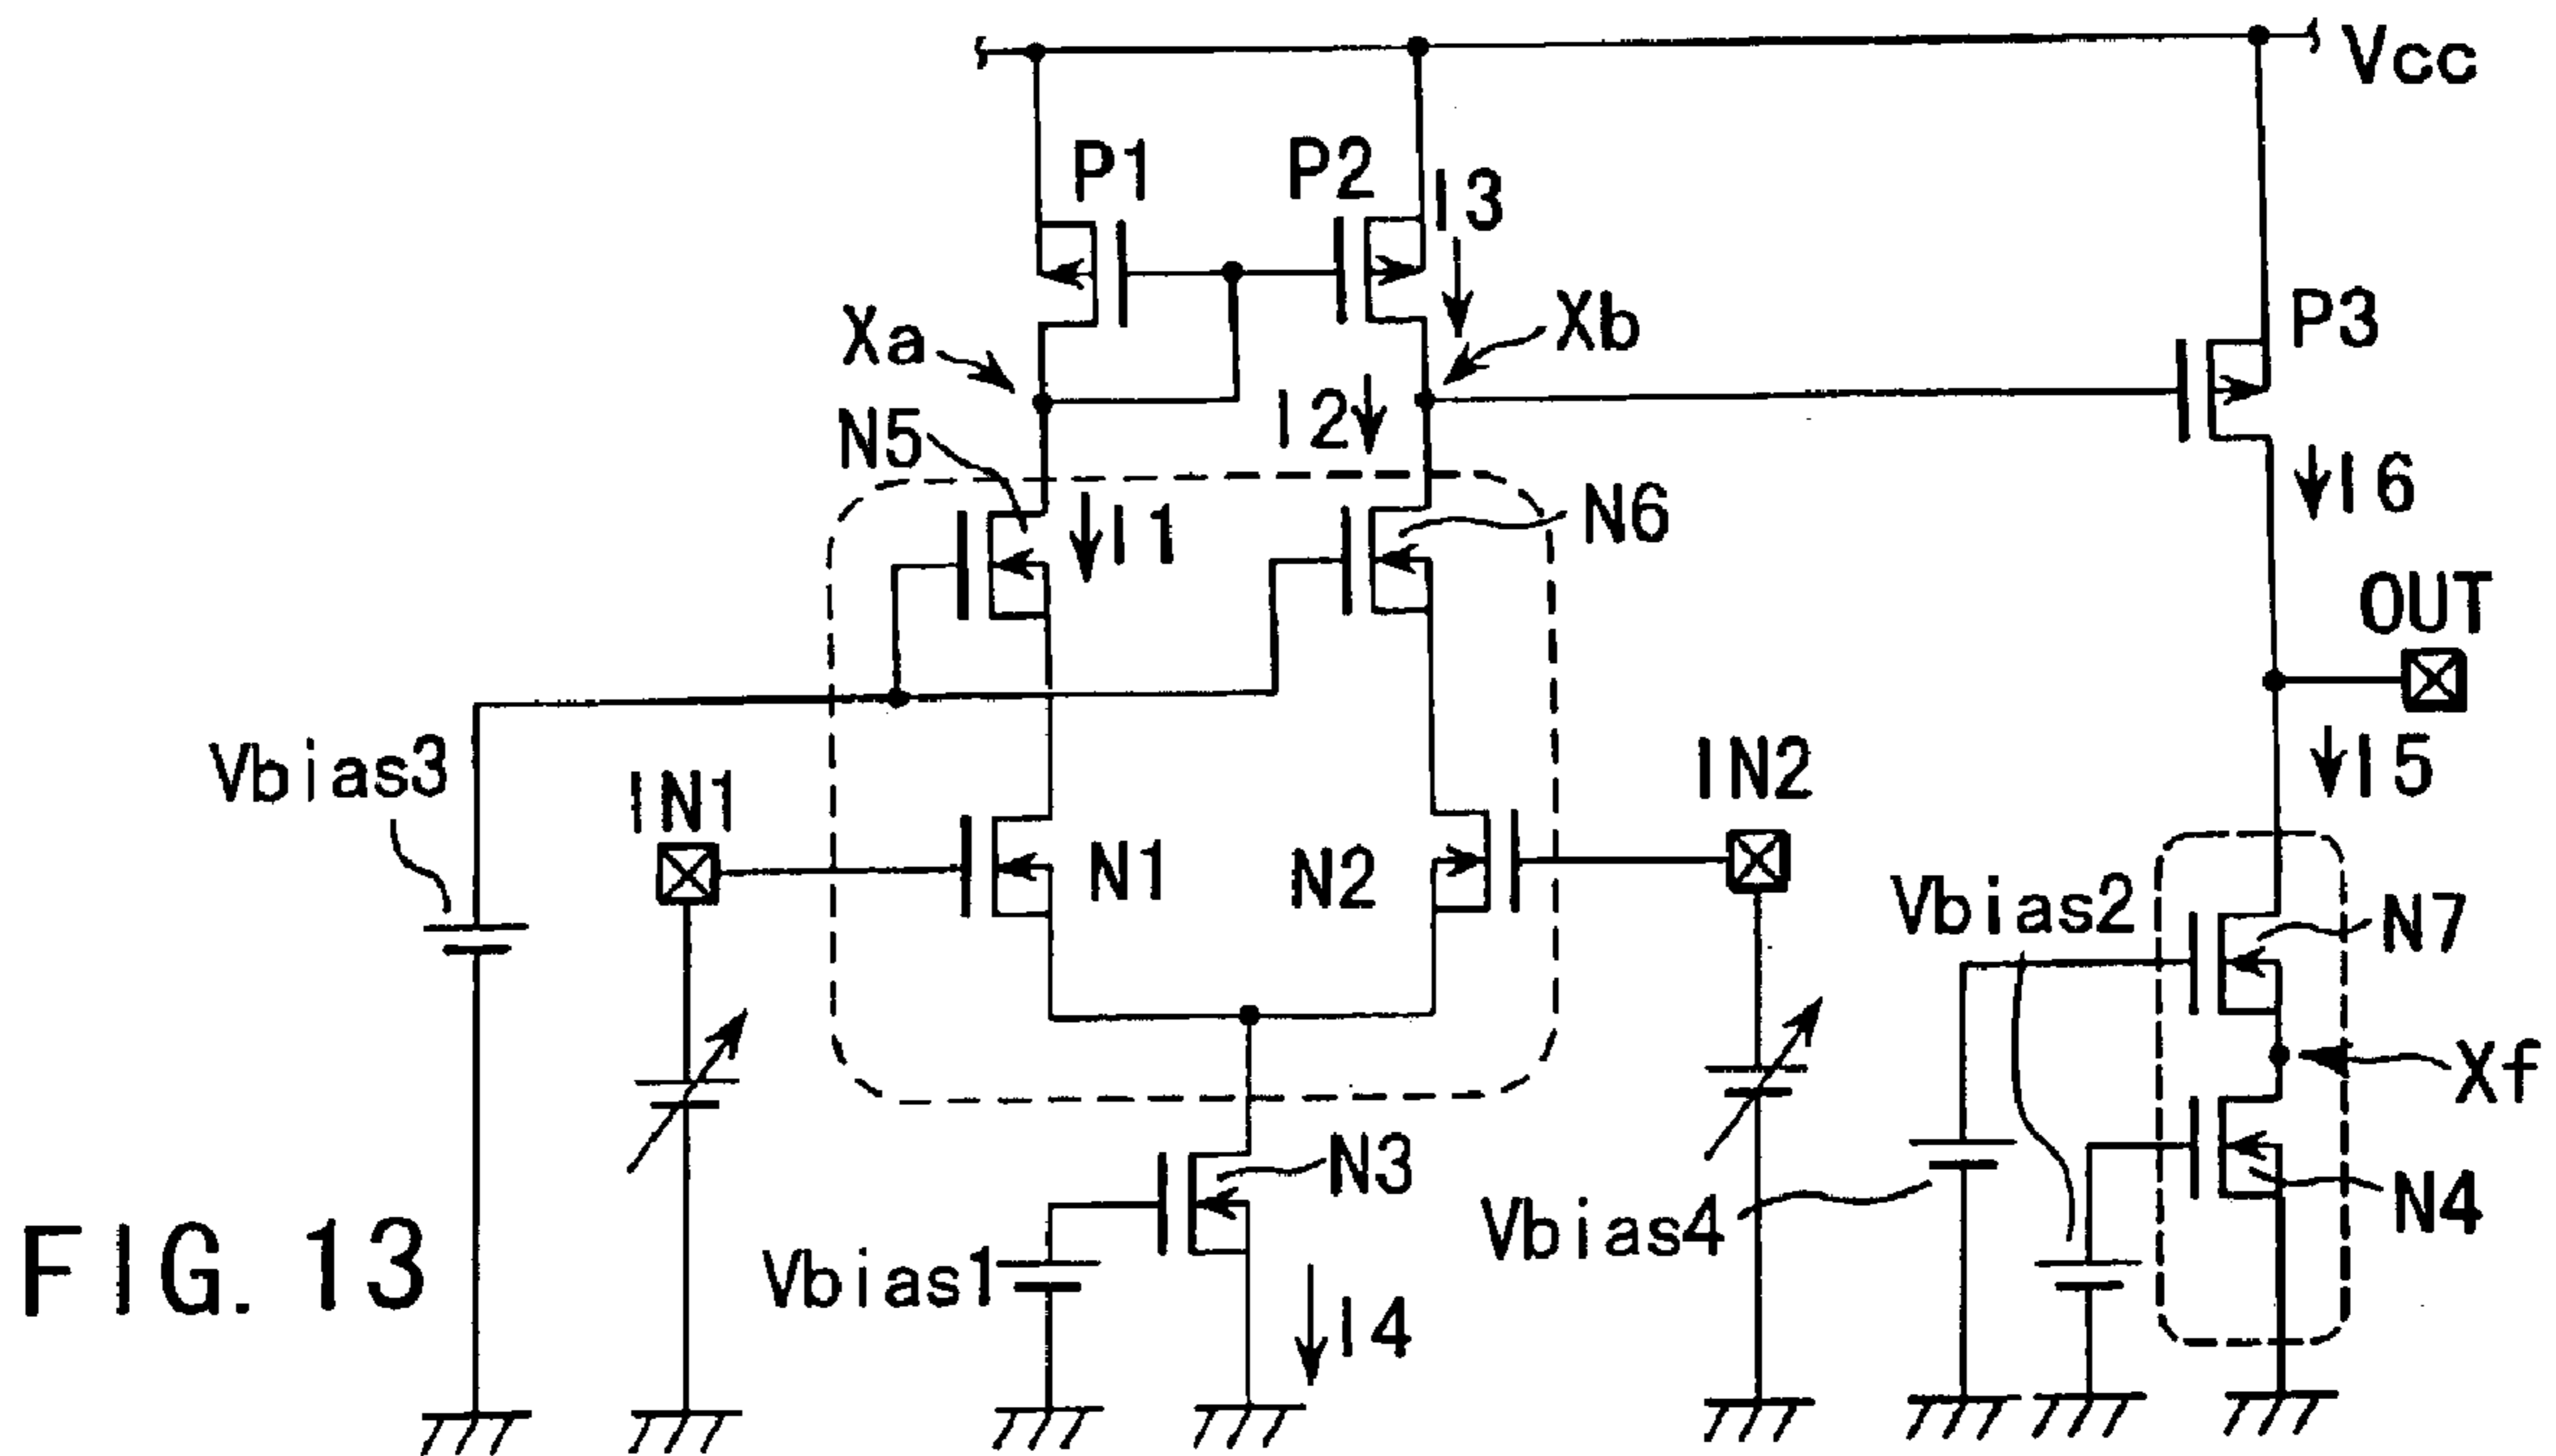 Vcc
P1
P2
I3
Xa
Xb
P3
N5
I2
I6
I1
N6
OUT
Vbias3
IN1
IN2
I5
N1
N2
Vbias2
N7
Xf
N3
N4
Vbias1
Vbias4
I4
FIG. 13